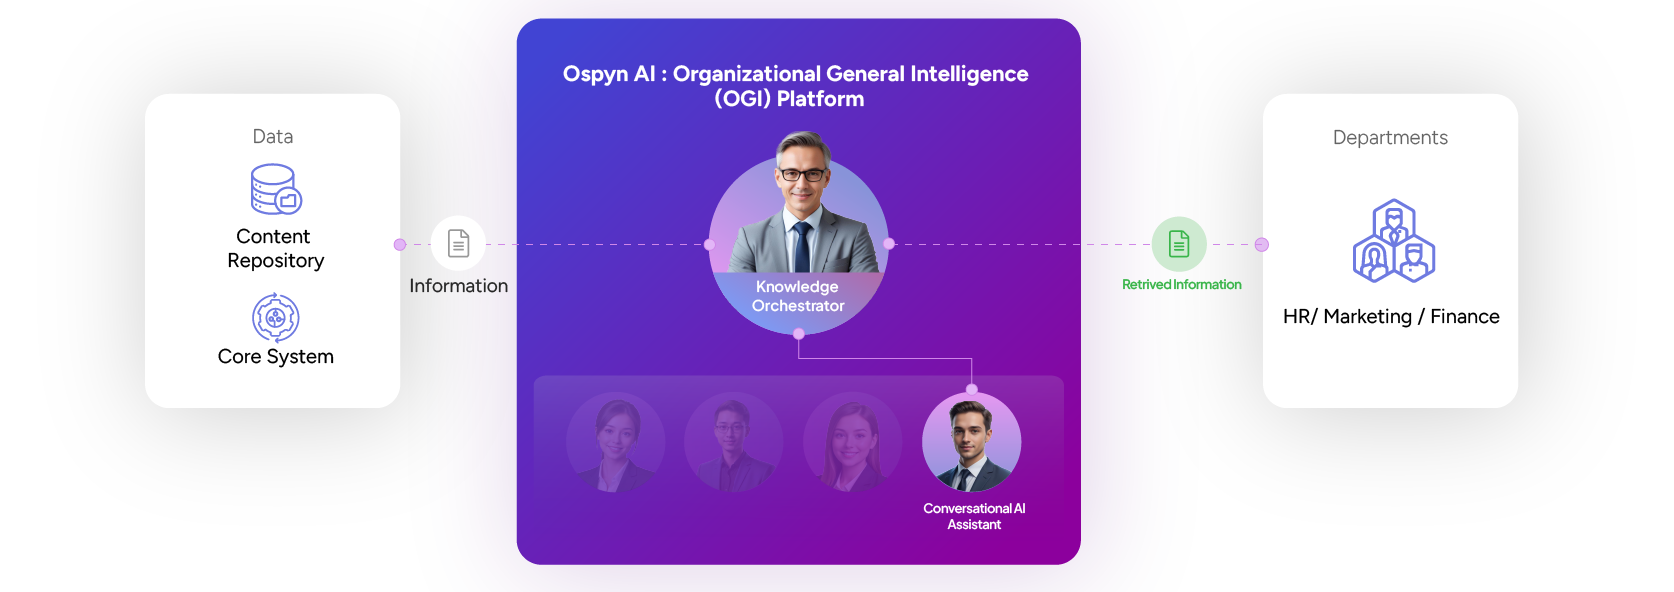 Data
Content
Repository
Core System
Information
Ospyn AI : Organizational General Intelligence
(OGI) Platform
Knowledge
Orchestrator
Conversational AI
Assistant
Retrived Information
Departments
HR/ Marketing / Finance